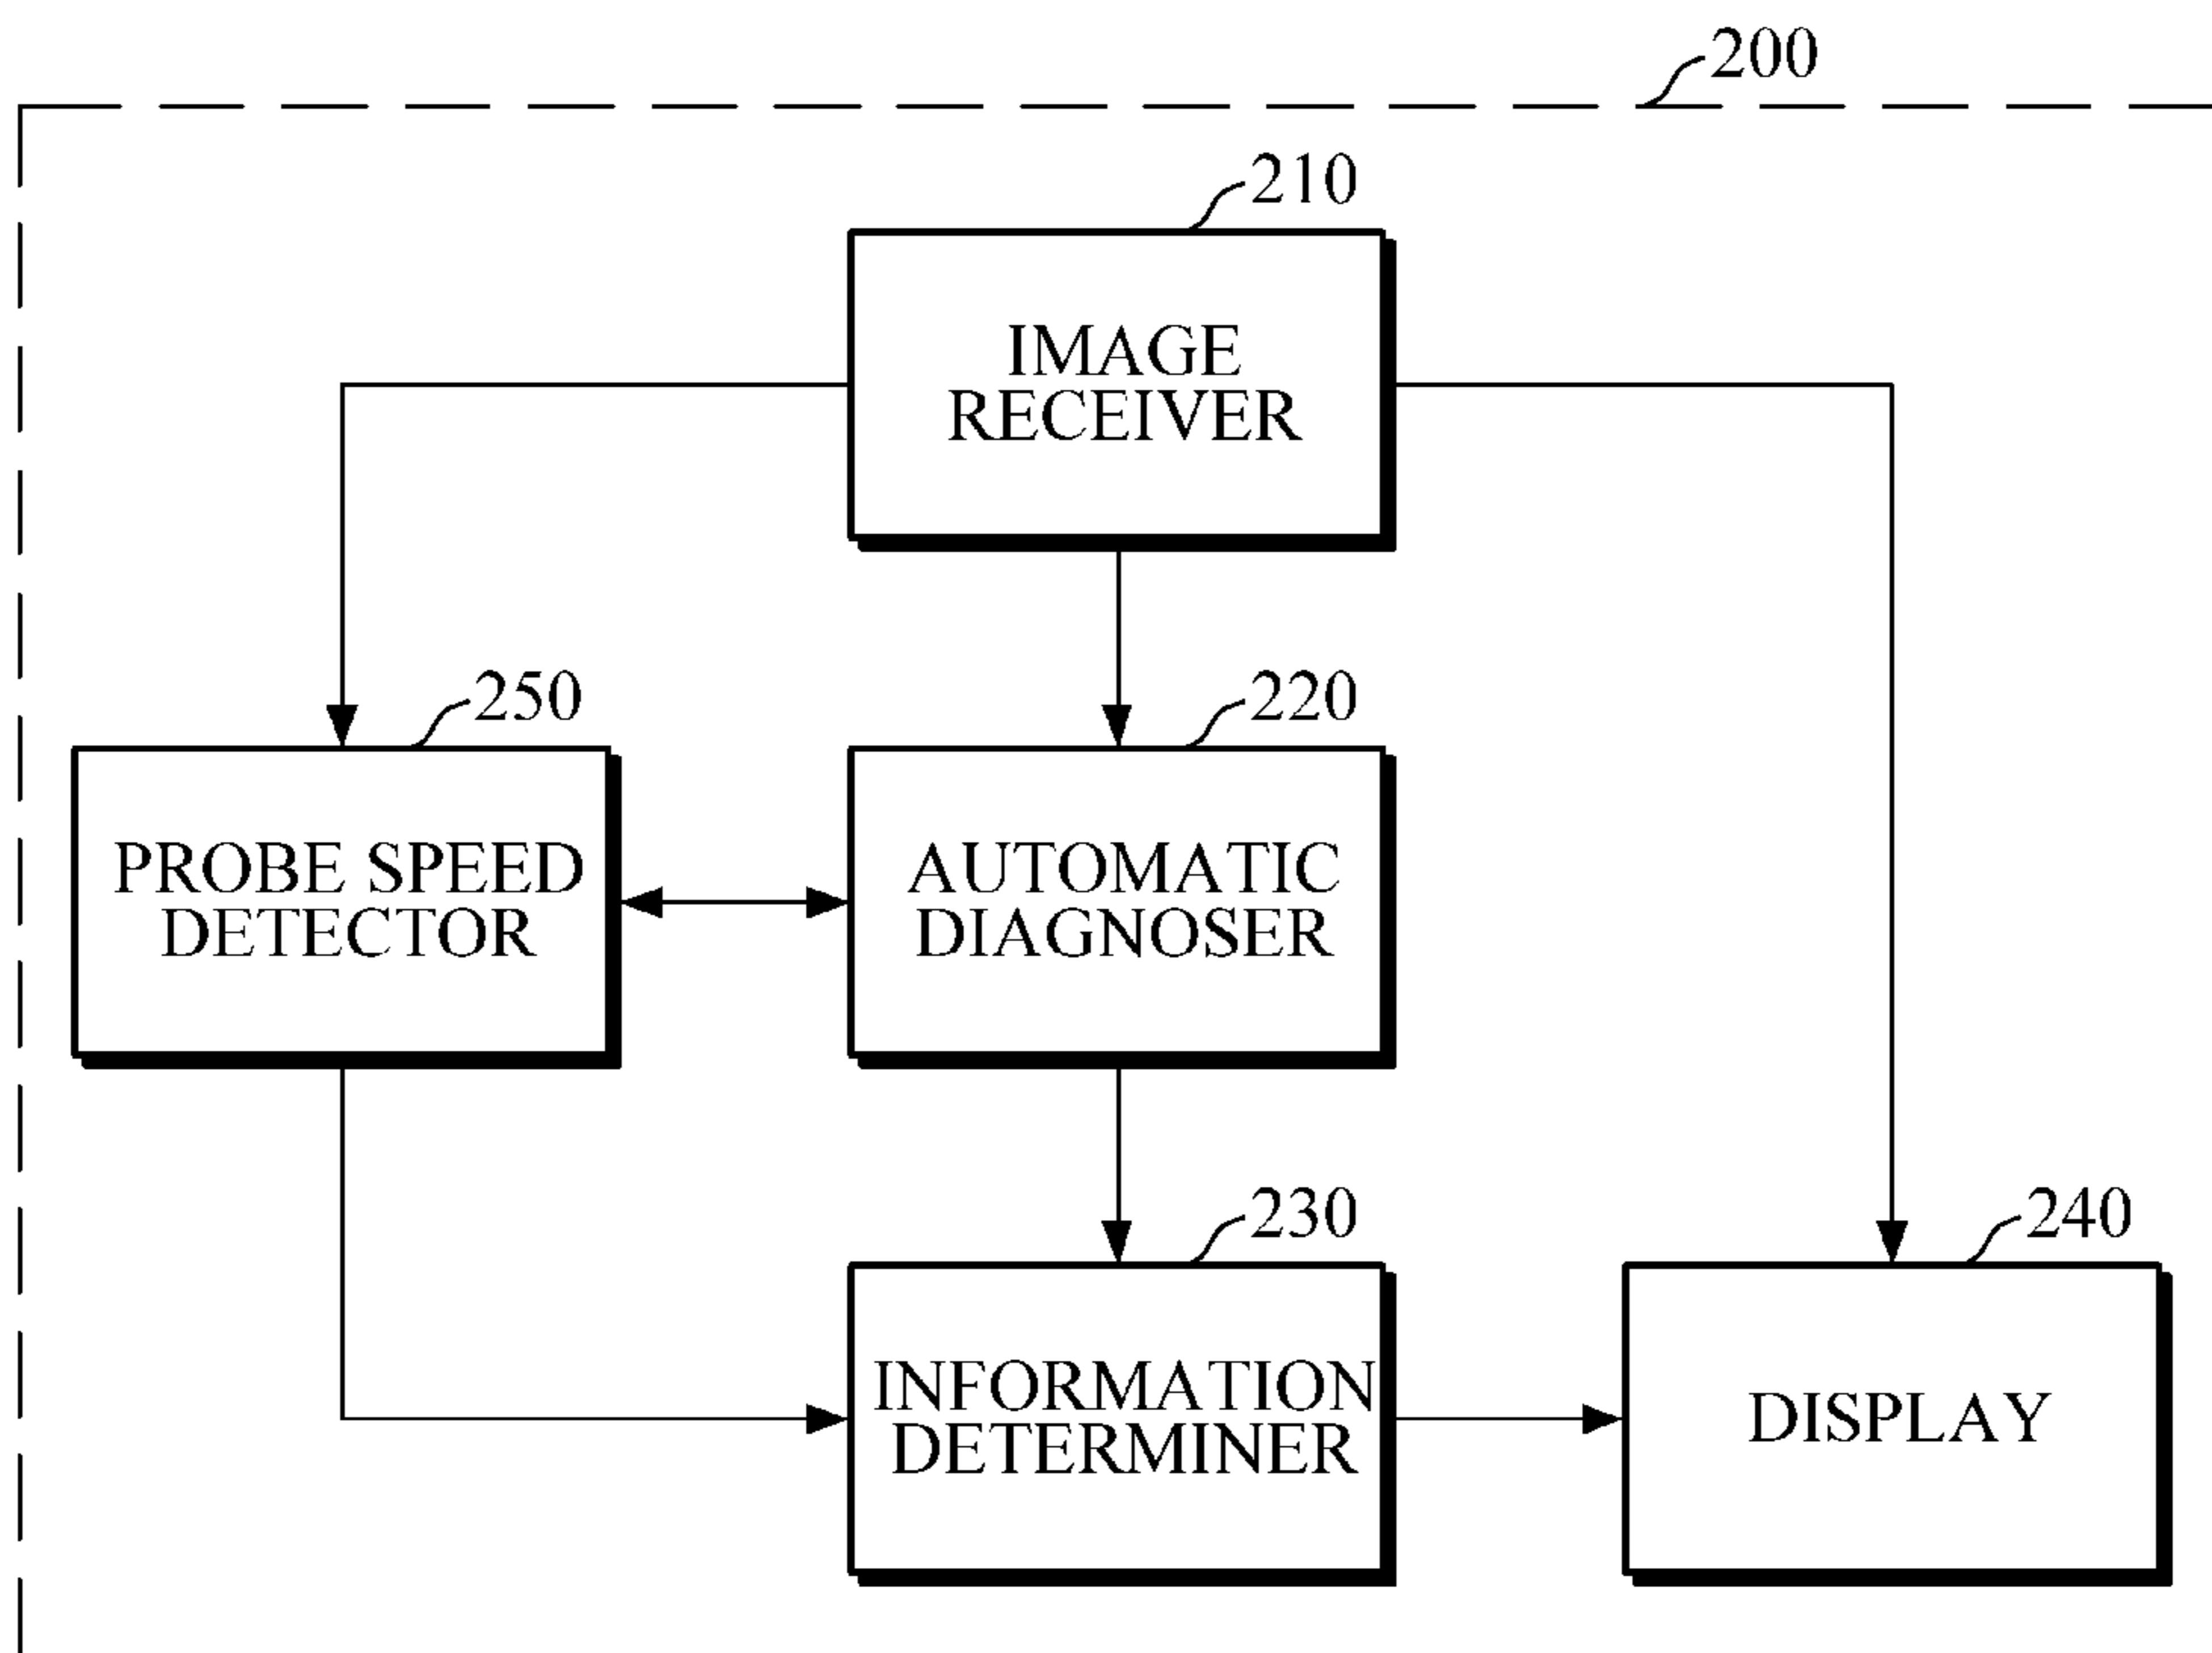 200
210
IMAGE
RECEIVER
250
220
PROBE SPEED
DETECTOR
AUTOMATIC
DIAGNOSER
230
240
INFORMATION
DETERMINER
DISPLAY